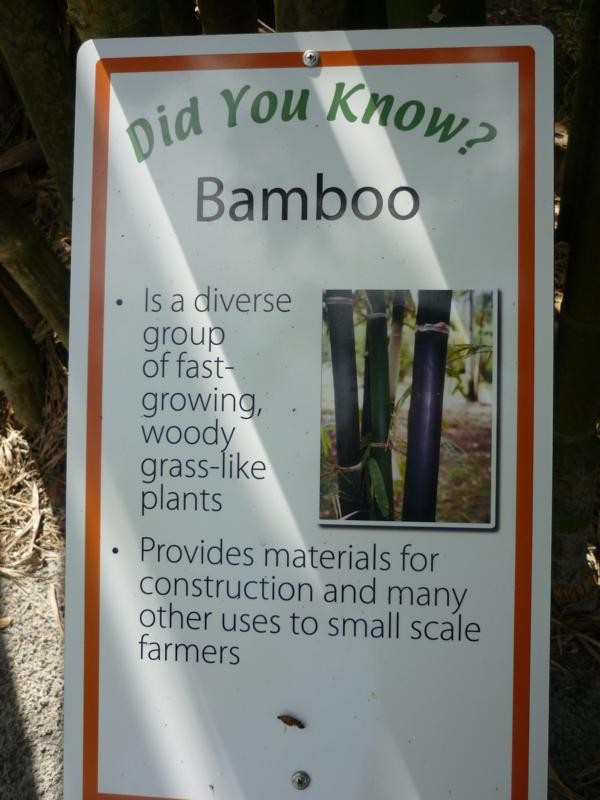 Did You Know?
Bamboo
• Is a diverse
group
of fast-
growing,
woody
grass-like
plants
• Provides materials for
construction and many
other uses to small scale
farmers